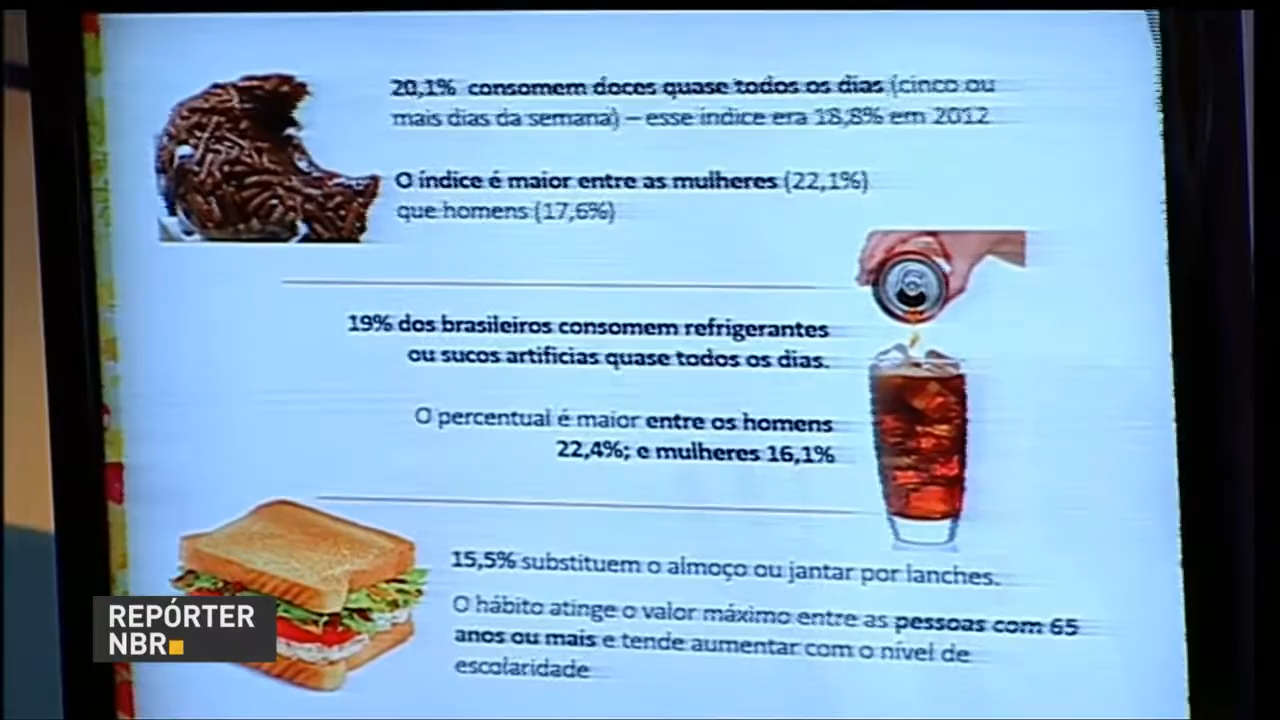 20,1% consomem doces quase todos os dias (cinco ou
mais dias da semana) – esse índice era 18,8% em 2012
O índice é maior entre as mulheres (22,1%)
que homens (17,6%)
19% dos brasileiros consomem refrigerantes
ou sucos artificias quase todos os dias.
O percentual é maior entre os homens
22,4%; e mulheres 16,1%
15,5% substituem o almoço ou jantar por lanches.
O hábito atinge o valor máximo entre as pessoas com 65
anos ou mais e tende aumentar com o nível de
escolaridade
REPÓRTER
NBR